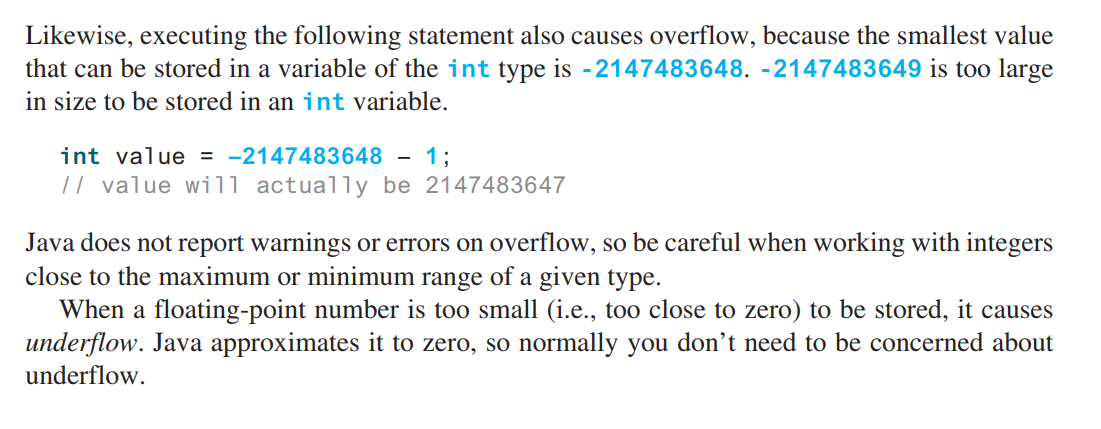 Likewise, executing the following statement also causes overflow, because the smallest value
that can be stored in a variable of the int type is -2147483648. -2147483649 is too large
in size to be stored in an int variable.
int value = –2147483648 – 1;
// value will actually be 2147483647
Java does not report warnings or errors on overflow, so be careful when working with integers
close to the maximum or minimum range of a given type.
When a floating-point number is too small (i.e., too close to zero) to be stored, it causes
underflow. Java approximates it to zero, so normally you don’t need to be concerned about
underflow.